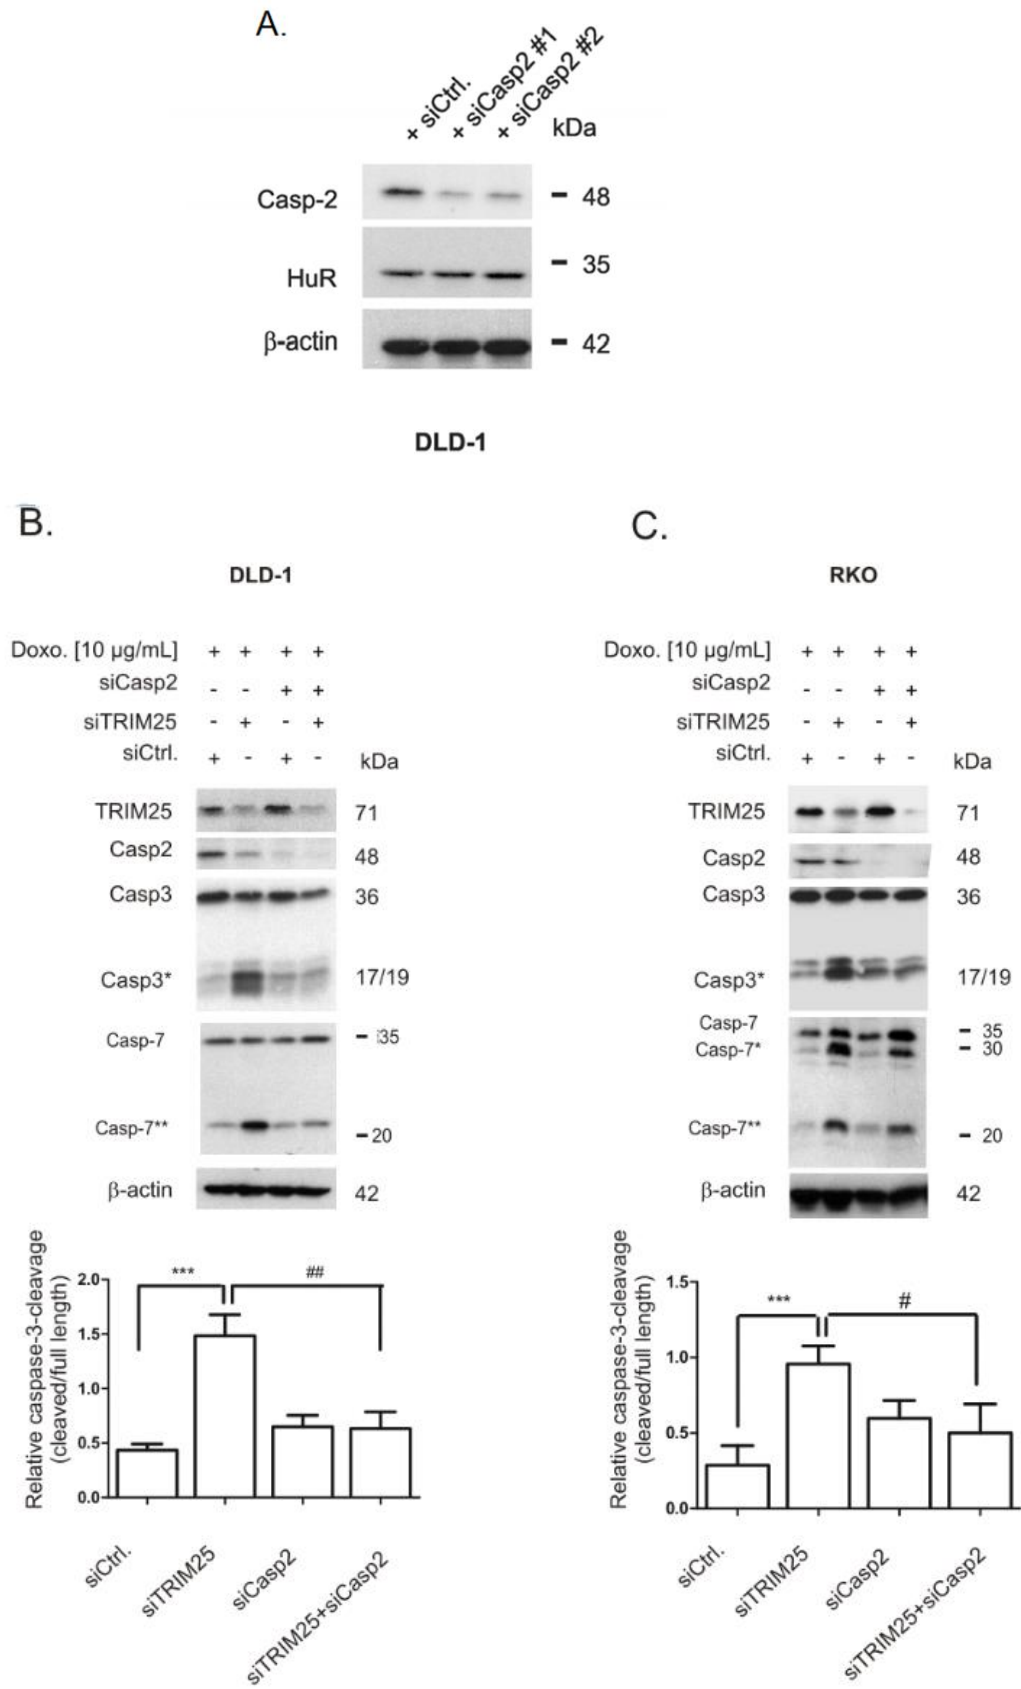 A.
+ siCtrl.
+ siCasp2 #1
+ siCasp2 #2
kDa
Casp-2
48
HuR
35
β-actin
42
DLD-1
B.
DLD-1
Doxo. [10 µg/mL] + + + +
siCasp2 - - + +
siTRIM25 - + - +
siCtrl. + - + -
kDa
TRIM25 71
Casp2 48
Casp3 36
Casp3* 17/19
Casp-7 35
Casp-7** 20
β-actin 42
Relative caspase-3-cleavage
(cleaved/full length)
2.0
1.5
1.0
0.5
0.0
***
##
siCtrl.
siTRIM25
siCasp2
siTRIM25+siCasp2
C.
RKO
Doxo. [10 µg/mL] + + + +
siCasp2 - - + +
siTRIM25 - + - +
siCtrl. + - + -
kDa
TRIM25 71
Casp2 48
Casp3 36
Casp3* 17/19
Casp-7 35
Casp-7* 30
Casp-7** 20
β-actin 42
Relative caspase-3-cleavage
(cleaved/full length)
1.5
1.0
0.5
0.0
***
#
siCtrl.
siTRIM25
siCasp2
siTRIM25+siCasp2